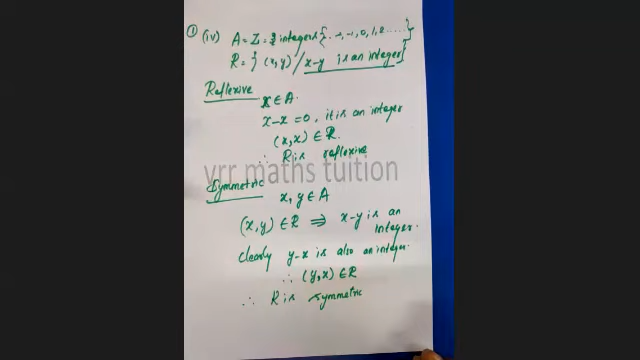 ① (iv) A = Z = integers {. -2, -1, 0, 1, 2 ..... }
R = { (x, y) / x-y is an integer }
Reflexive
x ∈ A.
x-x = 0, it is an integer
(x, x) ∈ R.
∴ R is reflexive
vrr maths tuition
Symmetric
x, y ∈ A
(x, y) ∈ R ⇒ x-y is an
integer.
Clearly y-x is also an integer.
∴ (y, x) ∈ R
∴ R is symmetric